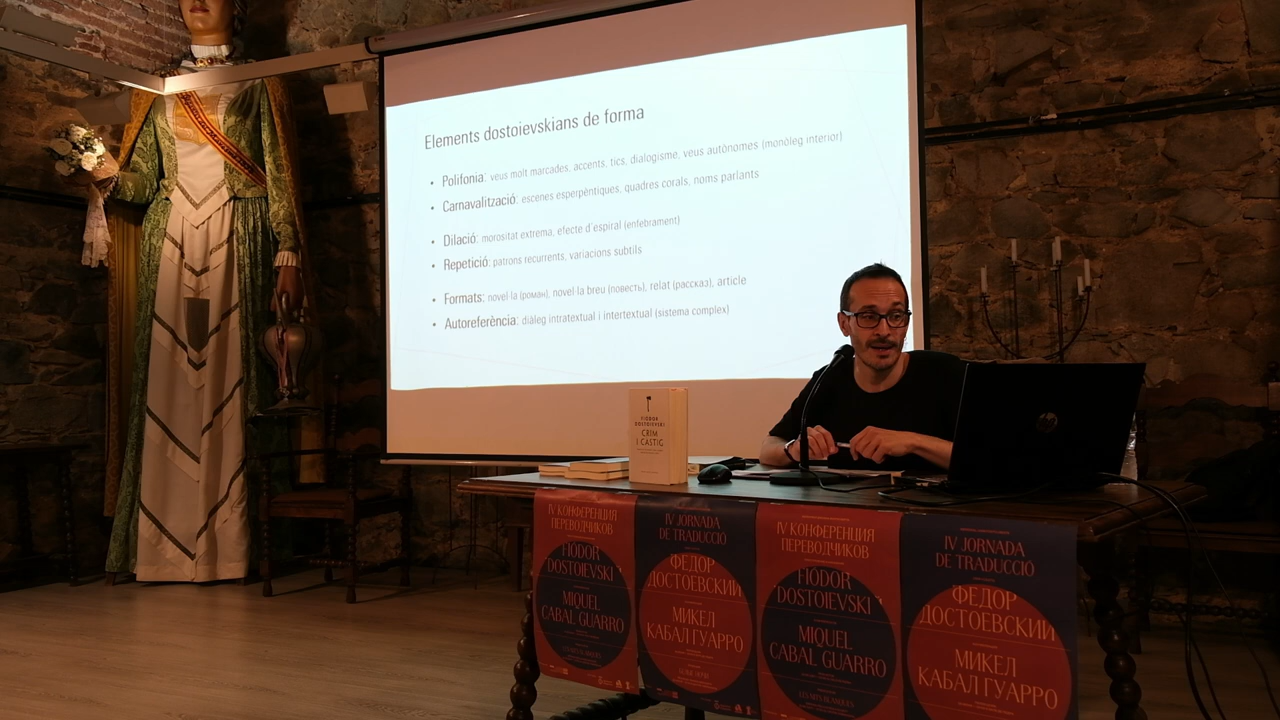 Elements dostoievskians de forma
• Polifonia: veus molt marcades, accents, tics, dialogisme, veus autònomes (monòleg interior)
• Carnavalització: escenes esperpèntiques, quadres corals, noms parlants
• Dilació: morositat extrema, efecte d'espiral (enfebrament)
• Repetició: patrons recurrents, variacions subtils
• Formats: novel·la (роман), novel·la breu (повесть), relat (рассказ), article
• Autoreferència: diàleg intratextual i intertextual (sistema complex)
FIÓDOR
DOSTOIEVSKI
CRIM
I CÀSTIG
IV КОНФЕРЕНЦИЯ
ПЕРЕВОДЧИКОВ
FIÓDOR
DOSTOIEVSKI
MIQUEL
CABAL GUARRO
IV JORNADA
DE TRADUCCIÓ
ФЕДОР
ДОСТОЕВСКИЙ
МИКЕЛ
КАБАЛ ГУАРРО
IV КОНФЕРЕНЦИЯ
ПЕРЕВОДЧИКОВ
FIÓDOR
DOSTOIEVSKI
MIQUEL
CABAL GUARRO
IV JORNADA
DE TRADUCCIÓ
ФЕДОР
ДОСТОЕВСКИЙ
МИКЕЛ
КАБАЛ ГУАРРО